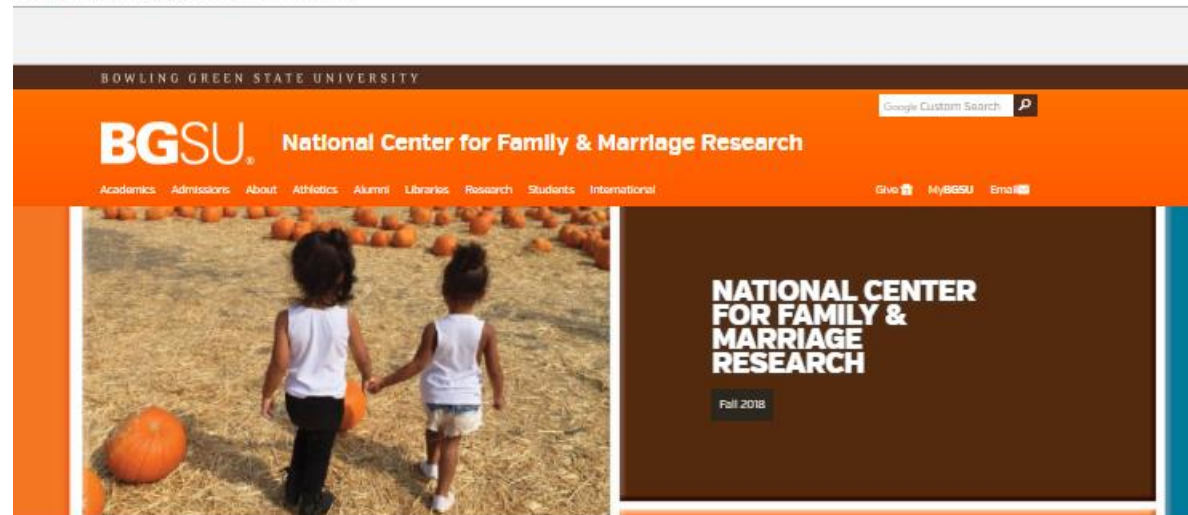 BOWLING GREEN STATE UNIVERSITY
Google Custom Search
BGSU® National Center for Family & Marriage Research
Academics Admissions About Athletics Alumni Libraries Research Students International Give MyBGSU Email
NATIONAL CENTER
FOR FAMILY &
MARRIAGE
RESEARCH
Fall 2018